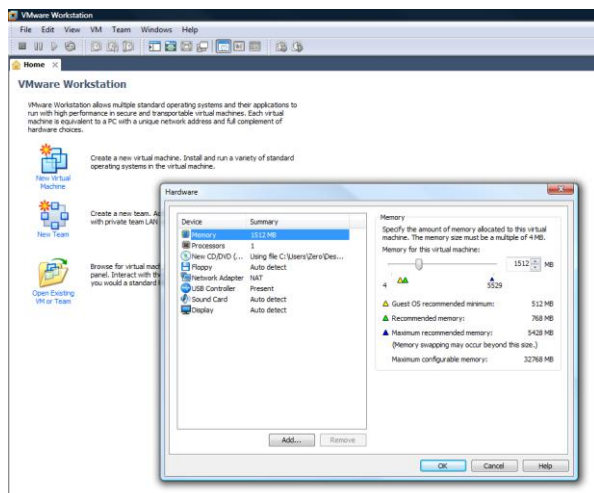 VMware Workstation
File Edit View VM Team Windows Help
Home
VMware Workstation
VMware Workstation allows multiple standard operating systems and their applications to
run with high performance in secure and transportable virtual machines. Each virtual
machine is equivalent to a PC with a unique network address and full complement of
hardware choices.
New Virtual
Machine
Create a new virtual machine. Install and run a variety of standard
operating systems in the virtual machine.
New Team
Create a new team. Ad
with private team LAN
Open Existing
VM or Team
Browse for virtual mach
panel. Interact with th
you would a standard
Hardware
Device Summary
Memory 1512 MB
Processors 1
New CD/DVD (... Using file C:\Users\Zero\Des...
Floppy Auto detect
Network Adapter NAT
USB Controller Present
Sound Card Auto detect
Display Auto detect
Add... Remove
Memory
Specify the amount of memory allocated to this virtual
machine. The memory size must be a multiple of 4 MB.
Memory for this virtual machine:
1512 MB
4 5529
Guest OS recommended minimum: 512 MB
Recommended memory: 768 MB
Maximum recommended memory: 5428 MB
(Memory swapping may occur beyond
this size.)
Maximum configurable memory: 32768 MB
OK Cancel Help